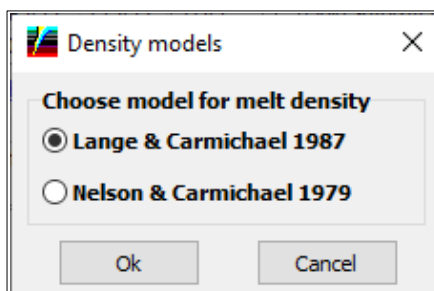 Density models
Choose model for melt density
Lange & Carmichael 1987
Nelson & Carmichael 1979
Ok Cancel